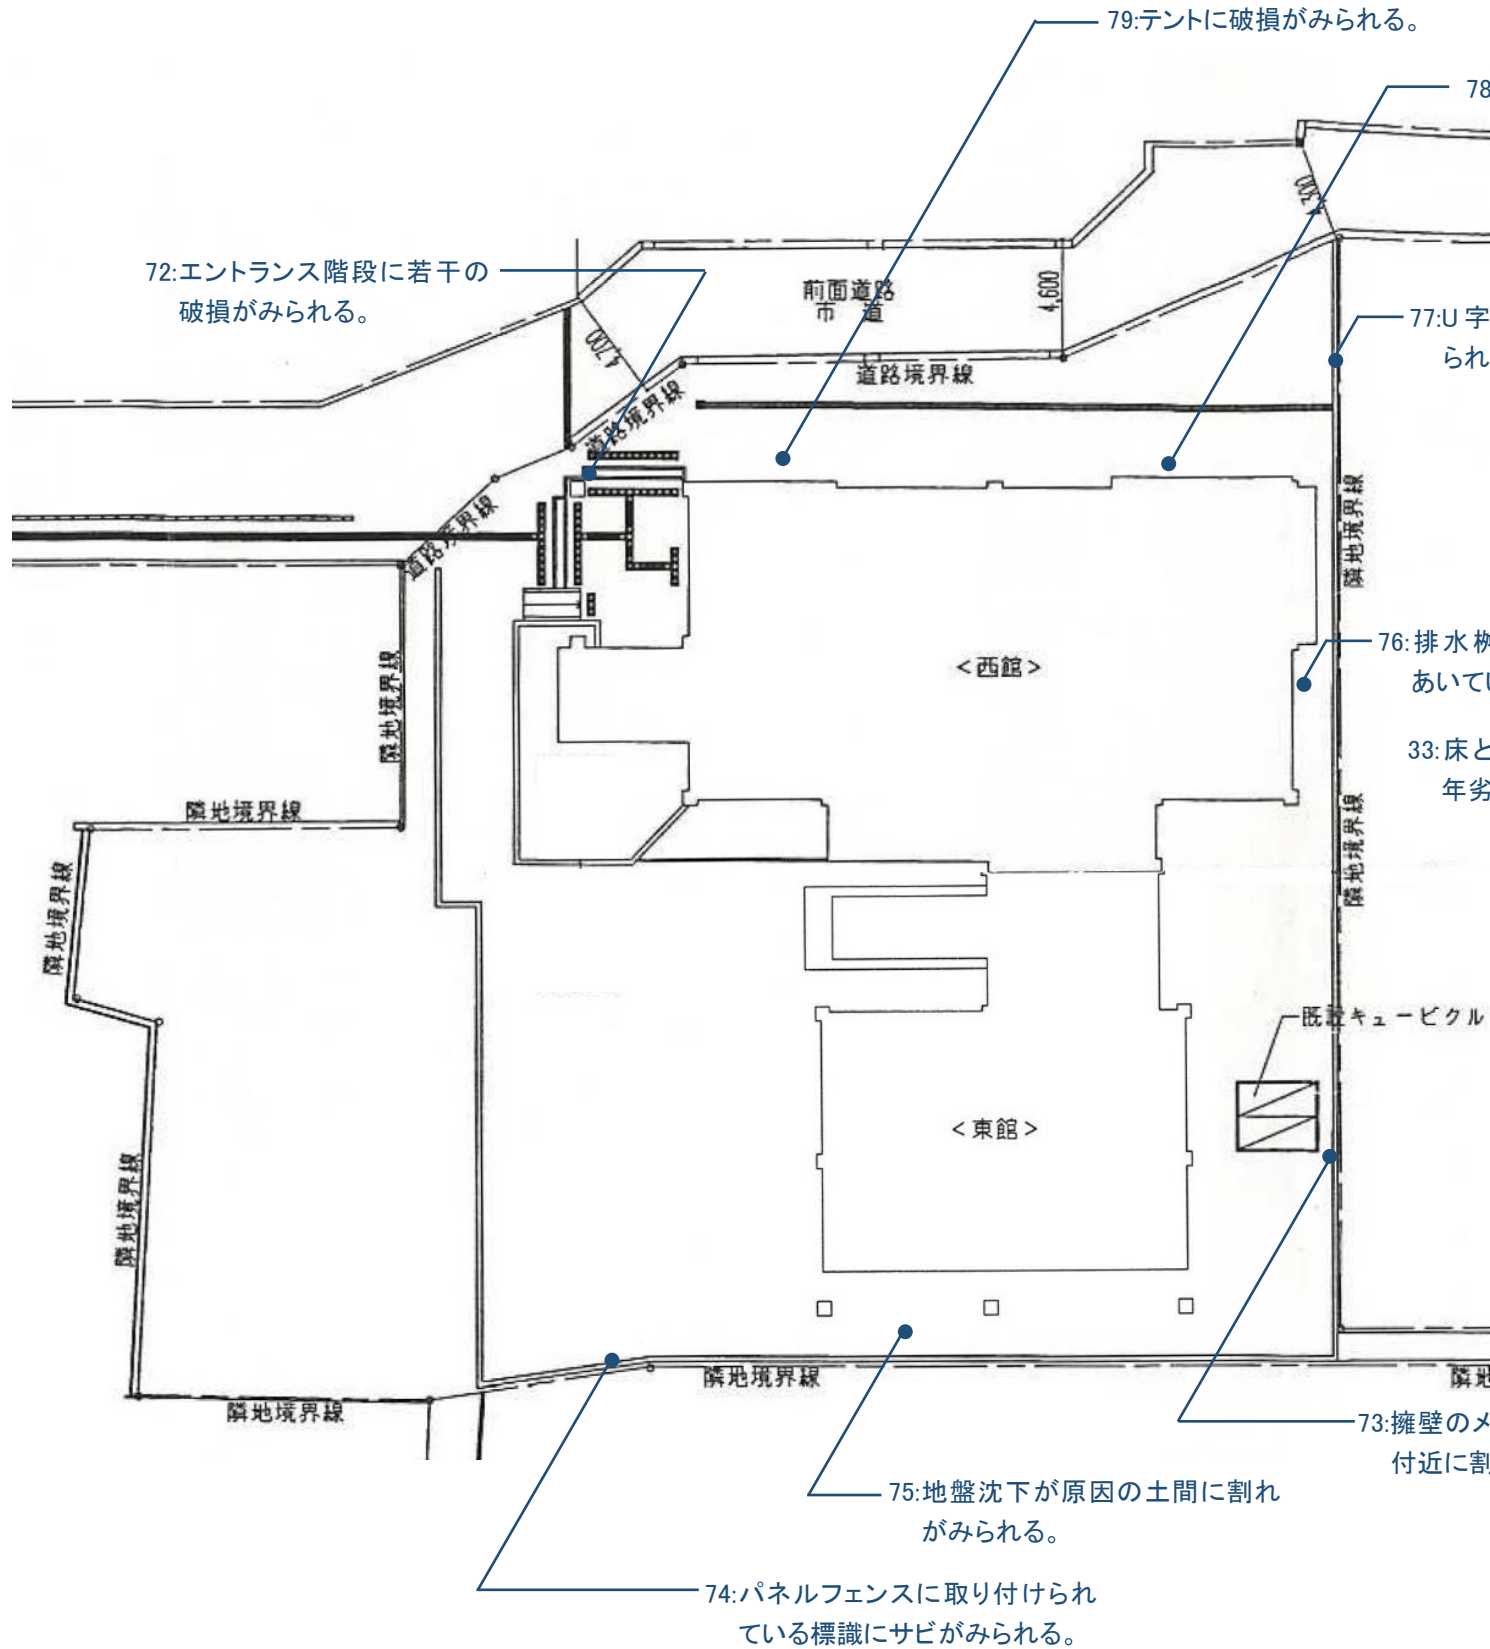 79:テントに破損がみられる。
78
72:エントランス階段に若干の
破損がみられる。
前面道路
市 道
4,600
4,700
4,300
道路境界線
道路境界線
道路境界線
77:U 字
られ
隣地境界線
<西館>
76:排水桝
あいて
33:床と
年劣
隣地境界線
隣地境界線
隣地境界線
隣地境界線
既設キュービクル
<東館>
隣地境界線
隣地境界線
隣地境界線
隣地
73:擁壁のメ
付近に割
75:地盤沈下が原因の土間に割れ
がみられる。
74:パネルフェンスに取り付けられ
ている標識にサビがみられる。